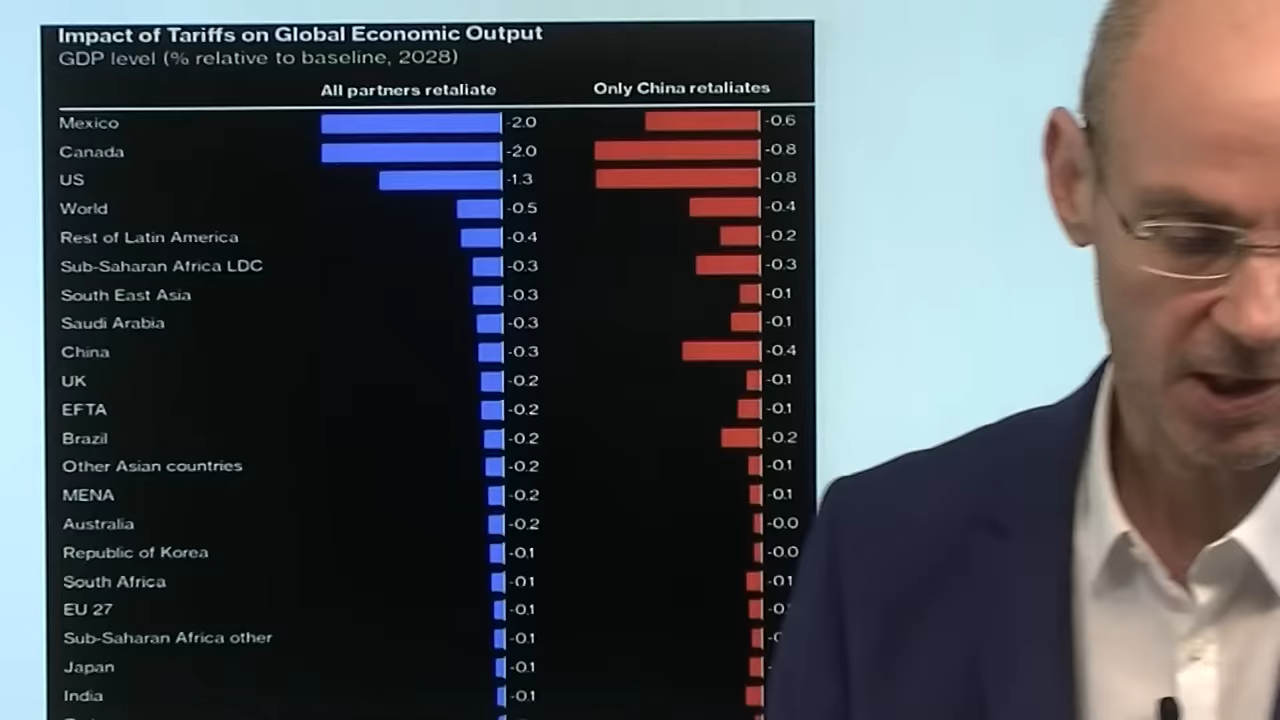 Impact of Tariffs on Global Economic Output
GDP level (% relative to baseline, 2028)
All partners retaliate Only China retaliates
Mexico -2.0 -0.6
Canada -2.0 -0.8
US -1.3 -0.8
World -0.5 -0.4
Rest of Latin America -0.4 -0.2
Sub-Saharan Africa LDC -0.3 -0.3
South East Asia -0.3 -0.1
Saudi Arabia -0.3 -0.1
China -0.3 -0.4
UK -0.2 -0.1
EFTA -0.2 -0.1
Brazil -0.2 -0.2
Other Asian countries -0.2 -0.1
MENA -0.2 -0.1
Australia -0.2 -0.0
Republic of Korea -0.1 -0.0
South Africa -0.1 -0.1
EU 27 -0.1
Sub-Saharan Africa other -0.1
Japan -0.1
India -0.1